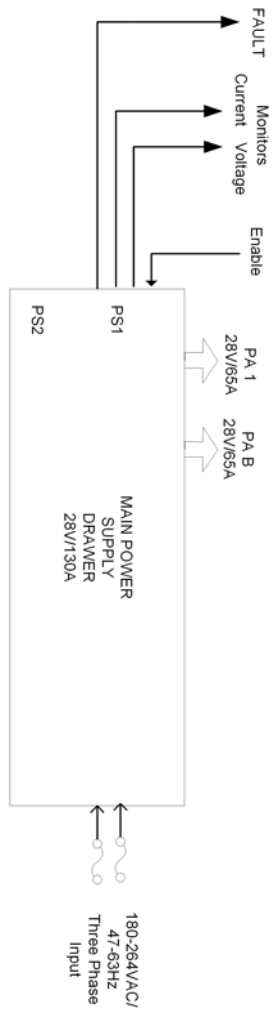 FAULT
Monitors
Current
Voltage
Enable
PA 1
28V/65A
PA B
28V/65A
PS1
PS2
MAIN POWER
SUPPLY
DRAWER
28V/130A
180-264VAC/
47-63Hz
Three Phase
Input